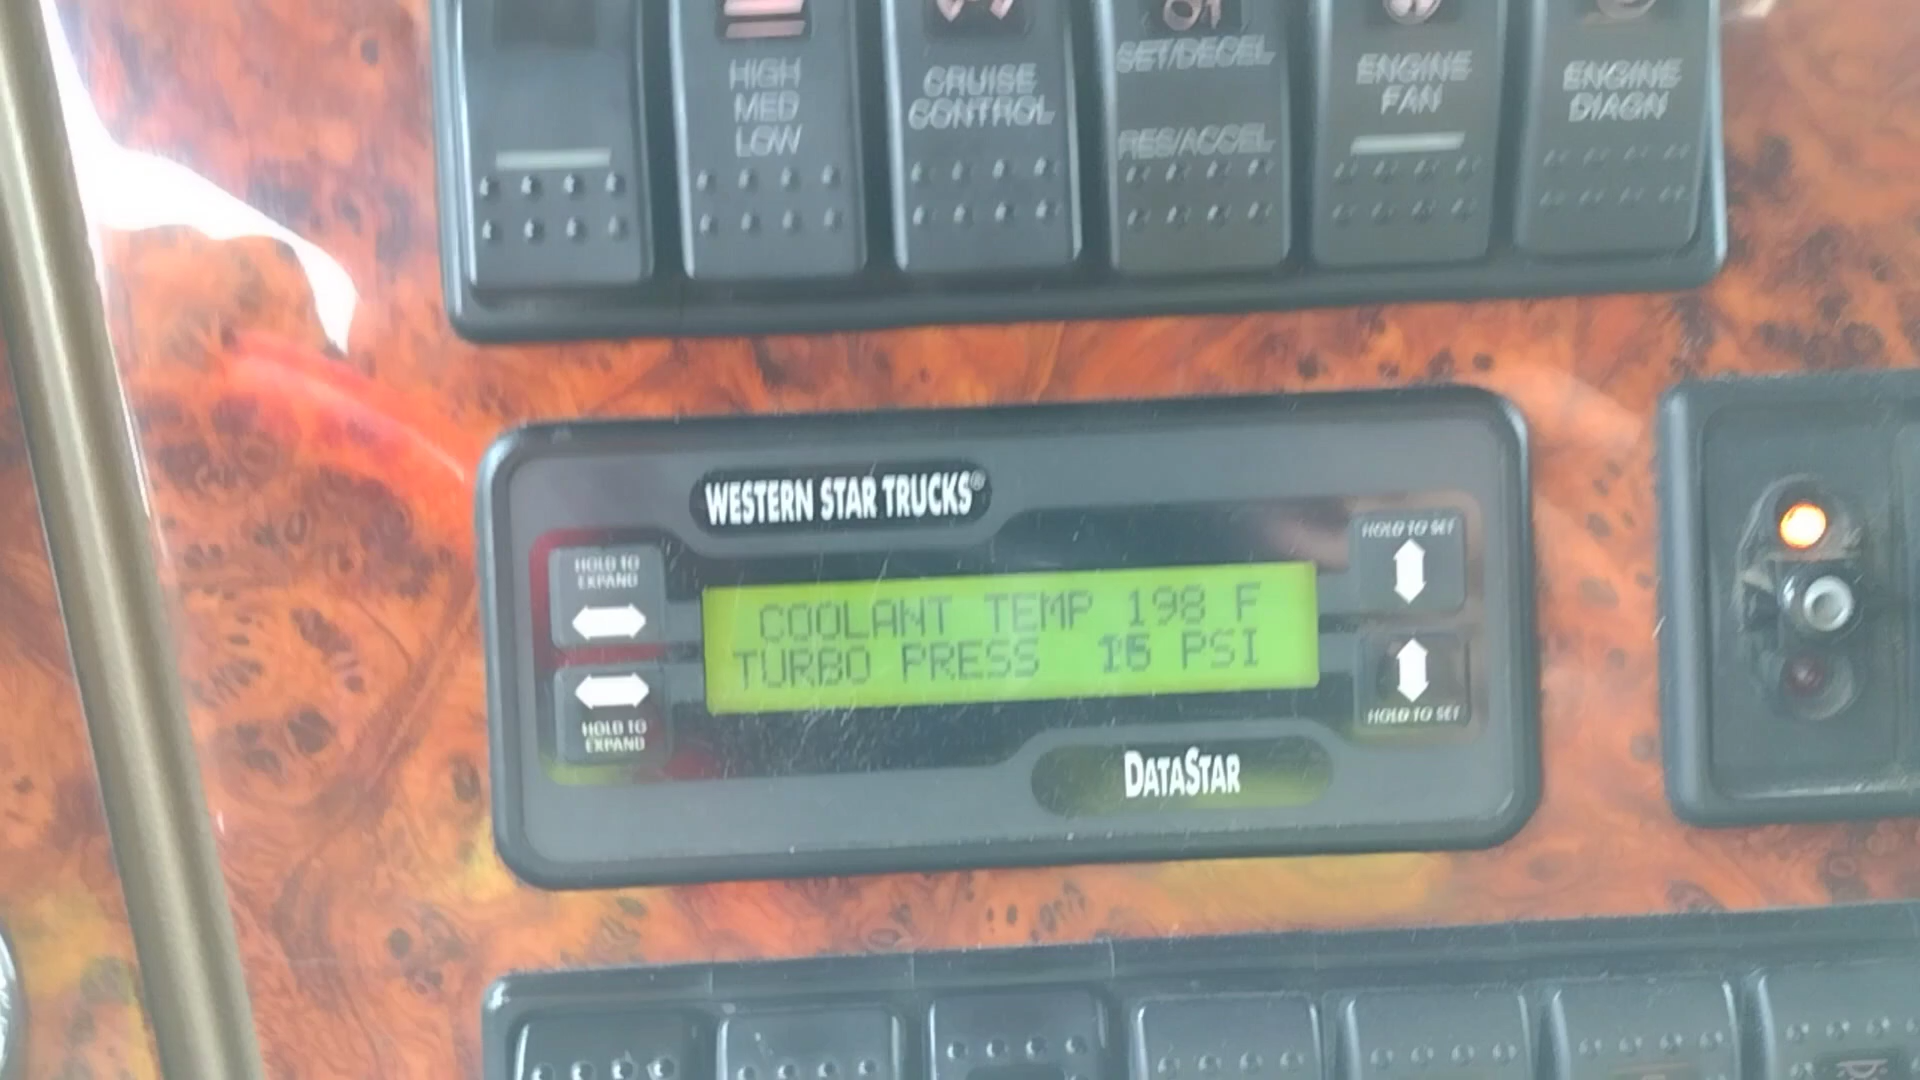 HIGH
MED
LOW
CRUISE
CONTROL
SET/DECEL
RES/ACCEL
ENGINE
FAN
ENGINE
DIAGN
WESTERN STAR TRUCKS®
HOLD TO
EXPAND
HOLD TO SET
COOLANT TEMP 198 F
TURBO PRESS PSI
HOLD TO
EXPAND
HOLD TO SET
DATASTAR